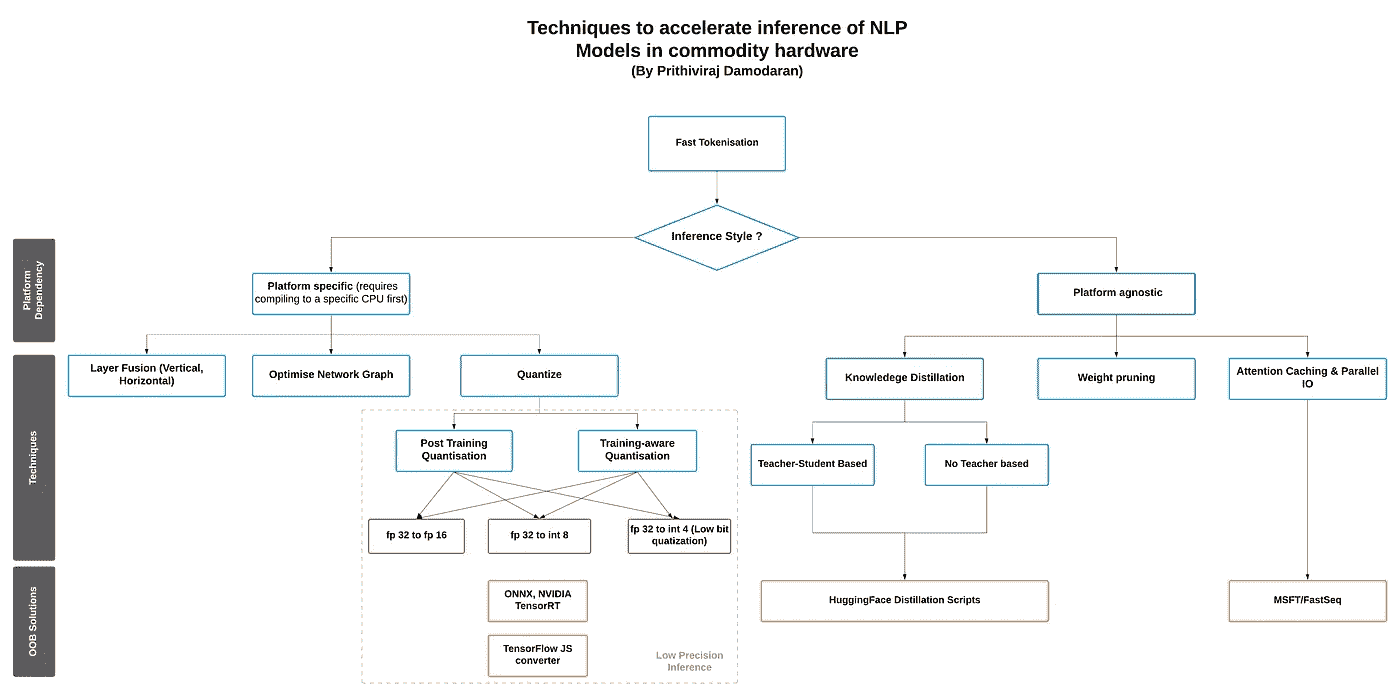 Techniques to accelerate inference of NLP
Models in commodity hardware
(By Prithiviraj Damodaran)
Fast Tokenisation
Inference Style ?
Platform
Dependency
Platform specific (requires
compiling to a specific CPU first)
Platform agnostic
Techniques
Layer Fusion (Vertical,
Horizontal)
Optimise Network Graph
Quantize
Knowledege Distillation
Weight pruning
Attention Caching & Parallel
IO
Post Training
Quantisation
Training-aware
Quantisation
Teacher-Student Based
No Teacher based
fp 32 to fp 16
fp 32 to int 8
fp 32 to int 4 (Low bit
quatization)
OOB Solutions
ONNX, NVIDIA
TensorRT
HuggingFace Distillation Scripts
MSFT/FastSeq
TensorFlow JS
converter
Low Precision
Inference